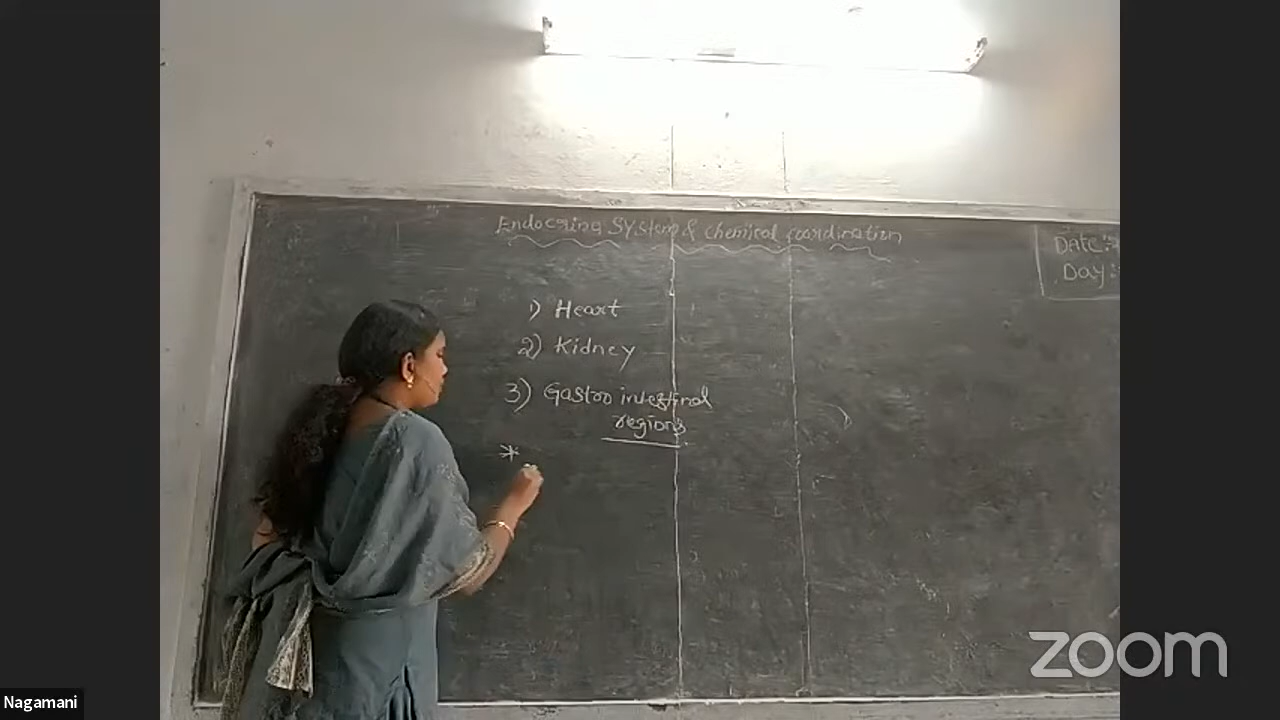 Endocrine System & chemical coordination
Date:
Day:
1) Heart
2) Kidney
3) Gastro intestinal
regions
*
zoom
Nagamani